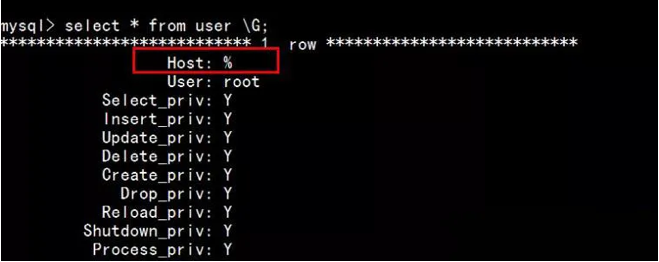 mysql> select * from user \G;
*************************** 1. row ***************************
Host: %
User: root
Select_priv: Y
Insert_priv: Y
Update_priv: Y
Delete_priv: Y
Create_priv: Y
Drop_priv: Y
Reload_priv: Y
Shutdown_priv: Y
Process_priv: Y